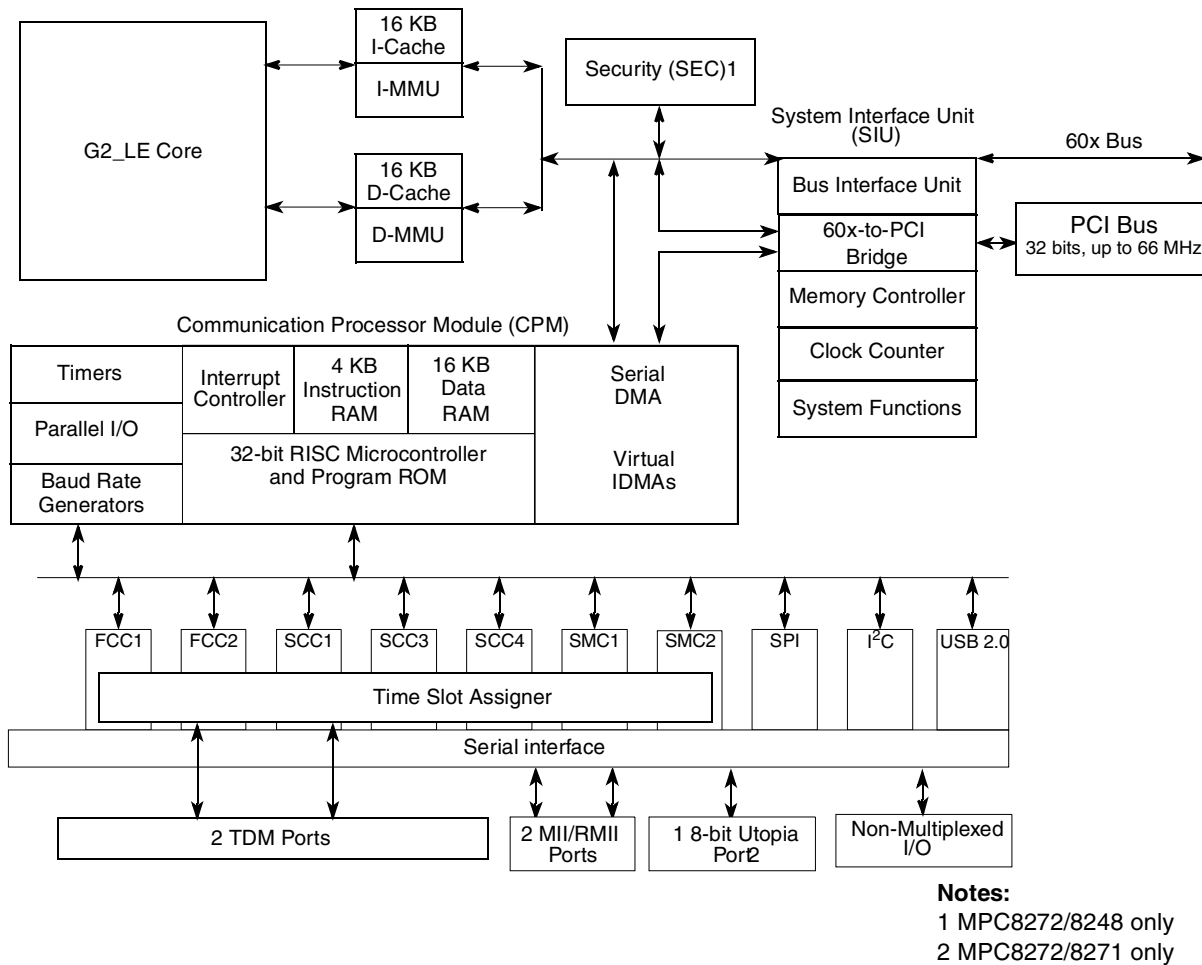 16 KB
I-Cache
I-MMU
Security (SEC)1
G2_LE Core
16 KB
D-Cache
D-MMU
System Interface Unit
(SIU)
60x Bus
Bus Interface Unit
60x-to-PCI
Bridge
Memory Controller
Clock Counter
System Functions
PCI Bus
32 bits, up to 66 MHz
Communication Processor Module (CPM)
Timers
Parallel I/O
Baud Rate
Generators
Interrupt
Controller
4 KB
Instruction
RAM
16 KB
Data
RAM
32-bit RISC Microcontroller
and Program ROM
Serial
DMA
Virtual
IDMAs
FCC1
FCC2
SCC1
SCC3
SCC4
SMC1
SMC2
SPI
I²C
USB 2.0
Time Slot Assigner
Serial interface
2 TDM Ports
2 MII/RMII
Ports
1 8-bit Utopia
Port2
Non-Multiplexed
I/O
Notes:
1 MPC8272/8248 only
2 MPC8272/8271 only